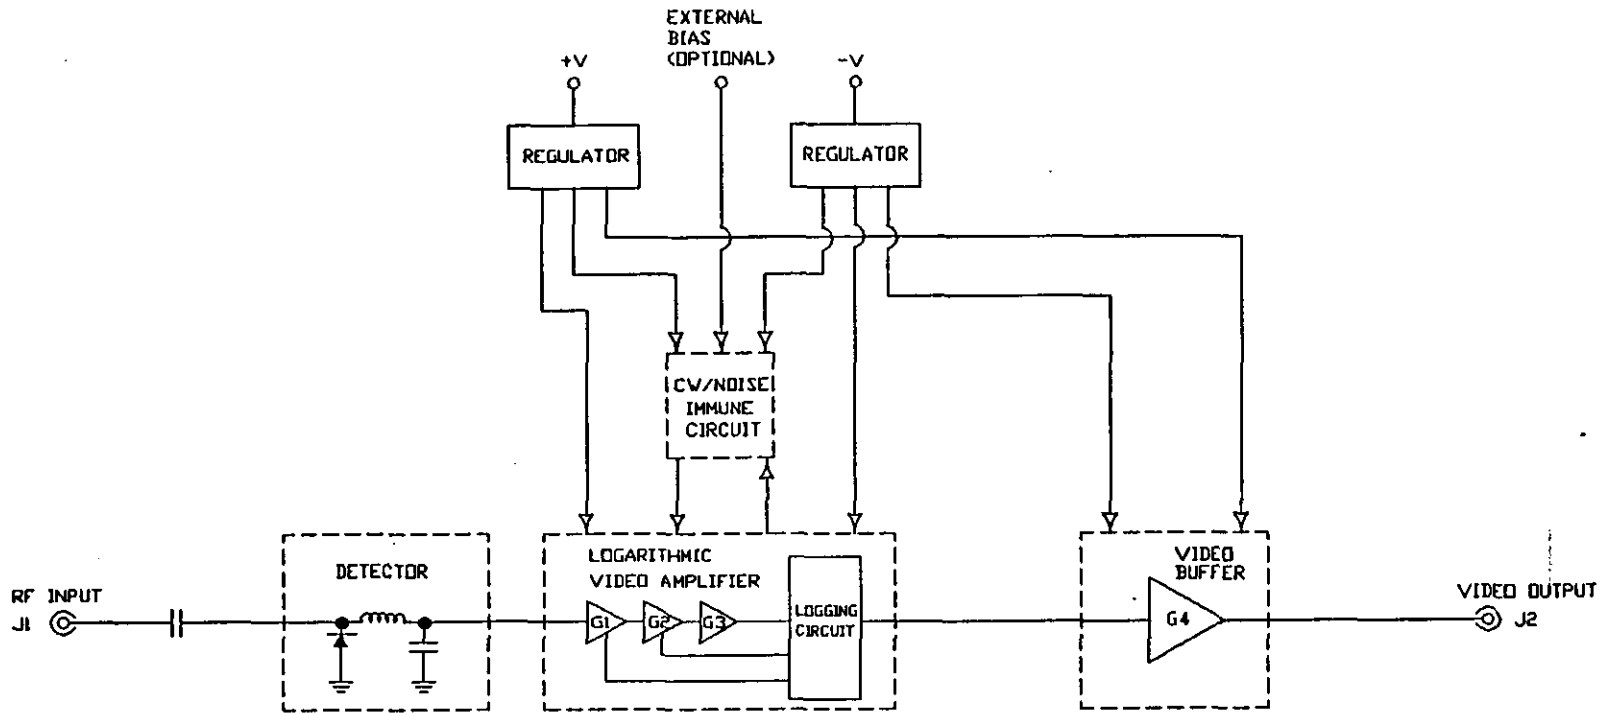 EXTERNAL
BIAS
(OPTIONAL)
+V
-V
REGULATOR
REGULATOR
CW/NOISE
IMMUNE
CIRCUIT
LOGARITHMIC
VIDEO AMPLIFIER
DETECTOR
VIDEO
BUFFER
RF INPUT
J1
G1
G2
G3
LOGGING
CIRCUIT
G4
VIDEO OUTPUT
J2